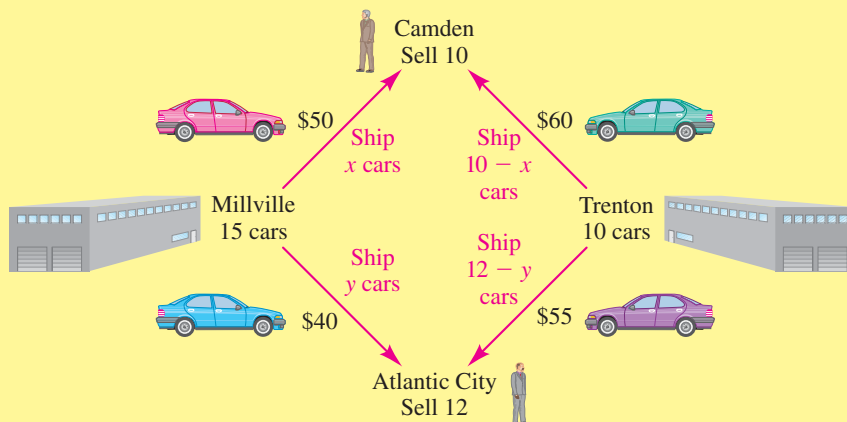 Camden
Sell 10
$50
$60
Ship
x cars
Ship
10 − x
cars
Millville
15 cars
Trenton
10 cars
Ship
y cars
Ship
12 − y
cars
$40
$55
Atlantic City
Sell 12